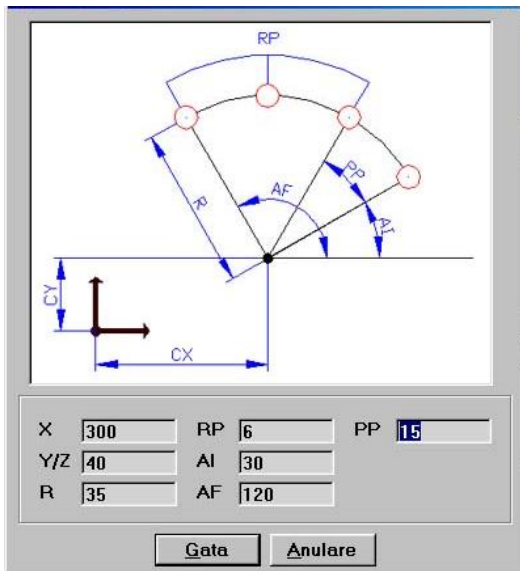 RP
AF
PP
R
AI
CY
CX
X 300 RP 6 PP 15
Y/Z 40 AI 30
R 35 AF 120
Gata Anulare